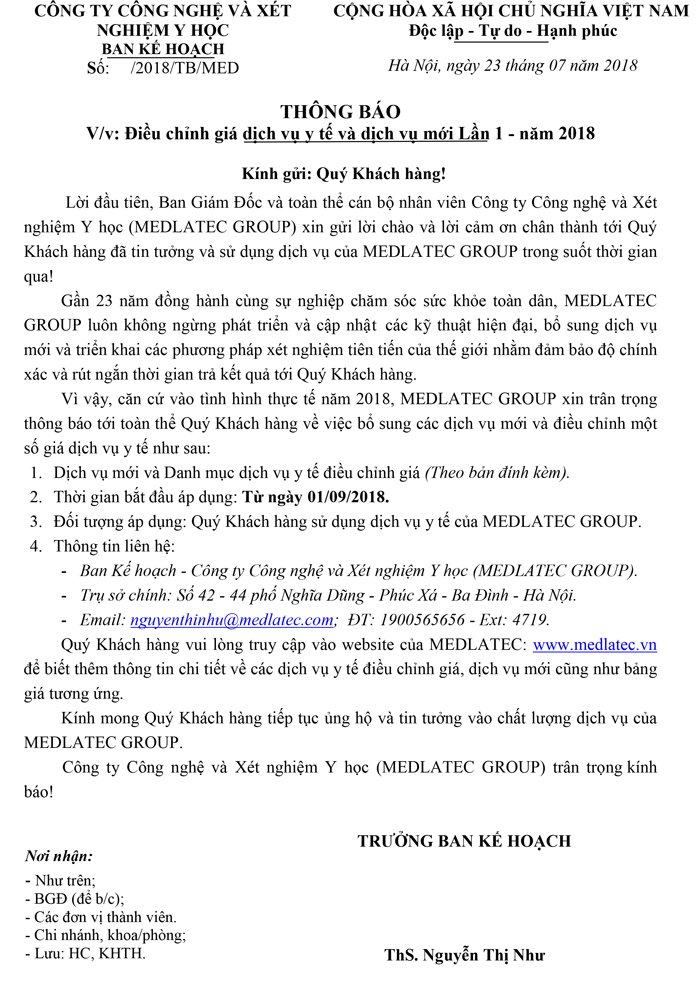 CÔNG TY CÔNG NGHỆ VÀ XÉT
NGHIỆM Y HỌC
BAN KẾ HOẠCH
Số: /2018/TB/MED
CỘNG HÒA XÃ HỘI CHỦ NGHĨA VIỆT NAM
Độc lập - Tự do - Hạnh phúc
Hà Nội, ngày 23 tháng 07 năm 2018
THÔNG BÁO
V/v: Điều chỉnh giá dịch vụ y tế và dịch vụ mới Lần 1 - năm 2018
Kính gửi: Quý Khách hàng!
Lời đầu tiên, Ban Giám Đốc và toàn thể cán bộ nhân viên Công ty Công nghệ và Xét
nghiệm Y học (MEDLATEC GROUP) xin gửi lời chào và lời cảm ơn chân thành tới Quý
Khách hàng đã tin tưởng và sử dụng dịch vụ của MEDLATEC GROUP trong suốt thời gian
qua!
Gần 23 năm đồng hành cùng sự nghiệp chăm sóc sức khỏe toàn dân, MEDLATEC
GROUP luôn không ngừng phát triển và cập nhật các kỹ thuật hiện đại, bổ sung dịch vụ
mới và triển khai các phương pháp xét nghiệm tiên tiến của thế giới nhằm đảm bảo độ chính
xác và rút ngắn thời gian trả kết quả tới Quý Khách hàng.
Vì vậy, căn cứ vào tình hình thực tế năm 2018, MEDLATEC GROUP xin trân trọng
thông báo tới toàn thể Quý Khách hàng về việc bổ sung các dịch vụ mới và điều chỉnh một
số giá dịch vụ y tế như sau:
1. Dịch vụ mới và Danh mục dịch vụ y tế điều chỉnh giá (Theo bản đính kèm).
2. Thời gian bắt đầu áp dụng: Từ ngày 01/09/2018.
3. Đối tượng áp dụng: Quý Khách hàng sử dụng dịch vụ y tế của MEDLATEC GROUP.
4. Thông tin liên hệ:
- Ban Kế hoạch - Công ty Công nghệ và Xét nghiệm Y học (MEDLATEC GROUP).
- Trụ sở chính: Số 42 - 44 phố Nghĩa Dũng - Phúc Xá - Ba Đình - Hà Nội.
- Email: nguyenthinhu@medlatec.com; ĐT: 1900565656 - Ext: 4719.
Quý Khách hàng vui lòng truy cập vào website của MEDLATEC: www.medlatec.vn
để biết thêm thông tin chi tiết về các dịch vụ y tế điều chỉnh giá, dịch vụ mới cũng như bảng
giá tương ứng.
Kính mong Quý Khách hàng tiếp tục ủng hộ và tin tưởng vào chất lượng dịch vụ của
MEDLATEC GROUP.
Công ty Công nghệ và Xét nghiệm Y học (MEDLATEC GROUP) trân trọng kính
báo!
TRƯỞNG BAN KẾ HOẠCH
Nơi nhận:
- Như trên;
- BGĐ (để b/c);
- Các đơn vị thành viên.
- Chi nhánh, khoa/phòng;
- Lưu: HC, KHTH.
ThS. Nguyễn Thị Như